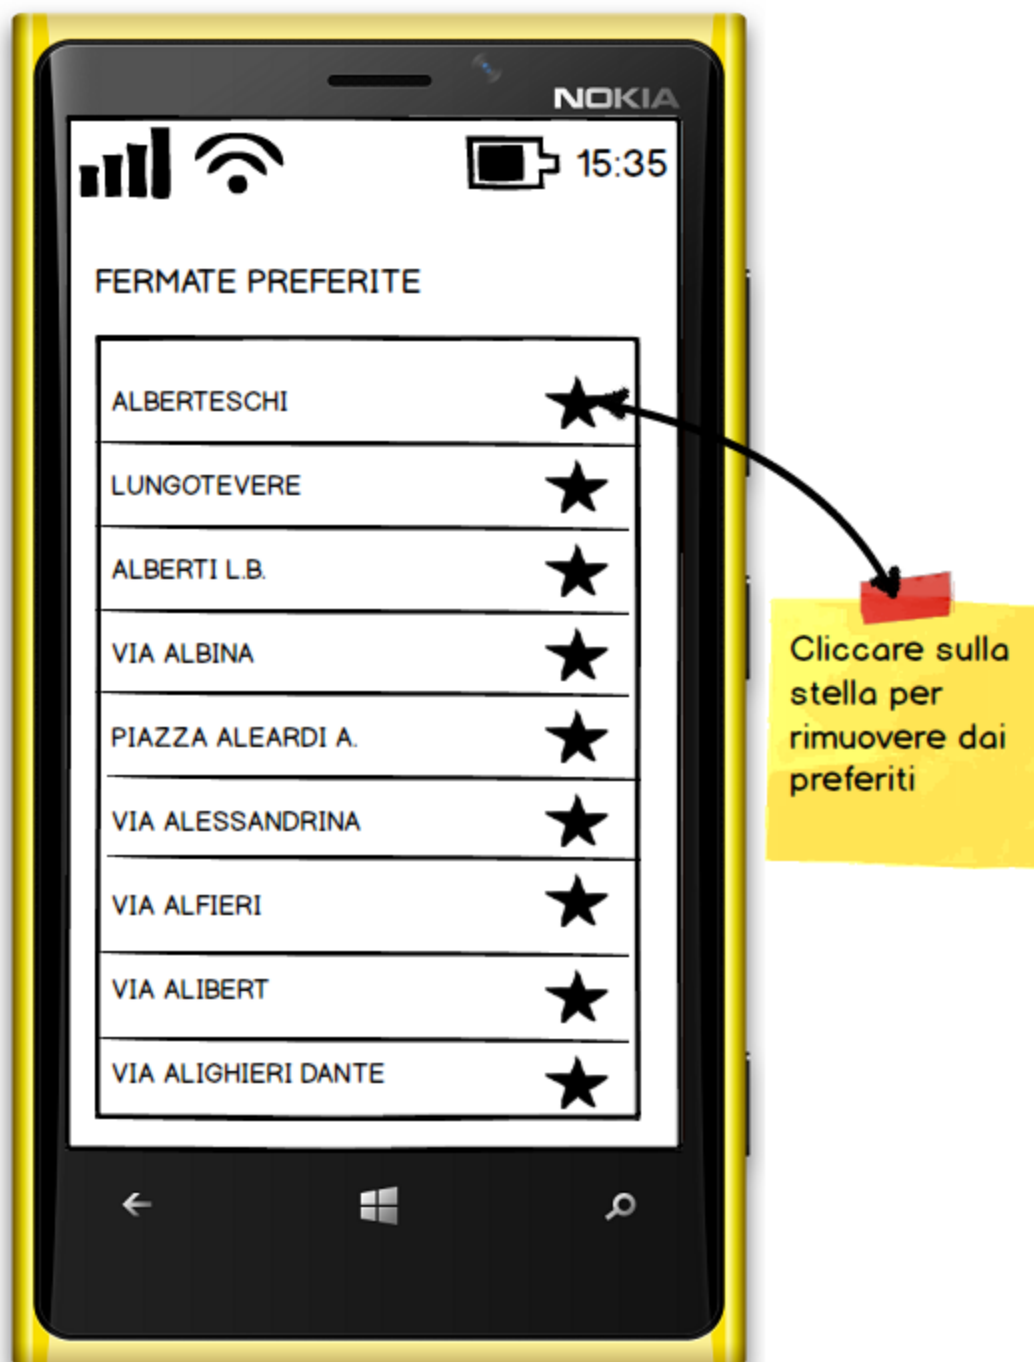 NOKIA
15:35
FERMATE PREFERITE
ALBERTESCHI
LUNGOTEVERE
ALBERTI L.B.
VIA ALBINA
PIAZZA ALEARDI A.
VIA ALESSANDRINA
VIA ALFIERI
VIA ALIBERT
VIA ALIGHIERI DANTE
Cliccare sulla
stella per
rimuovere dai
preferiti